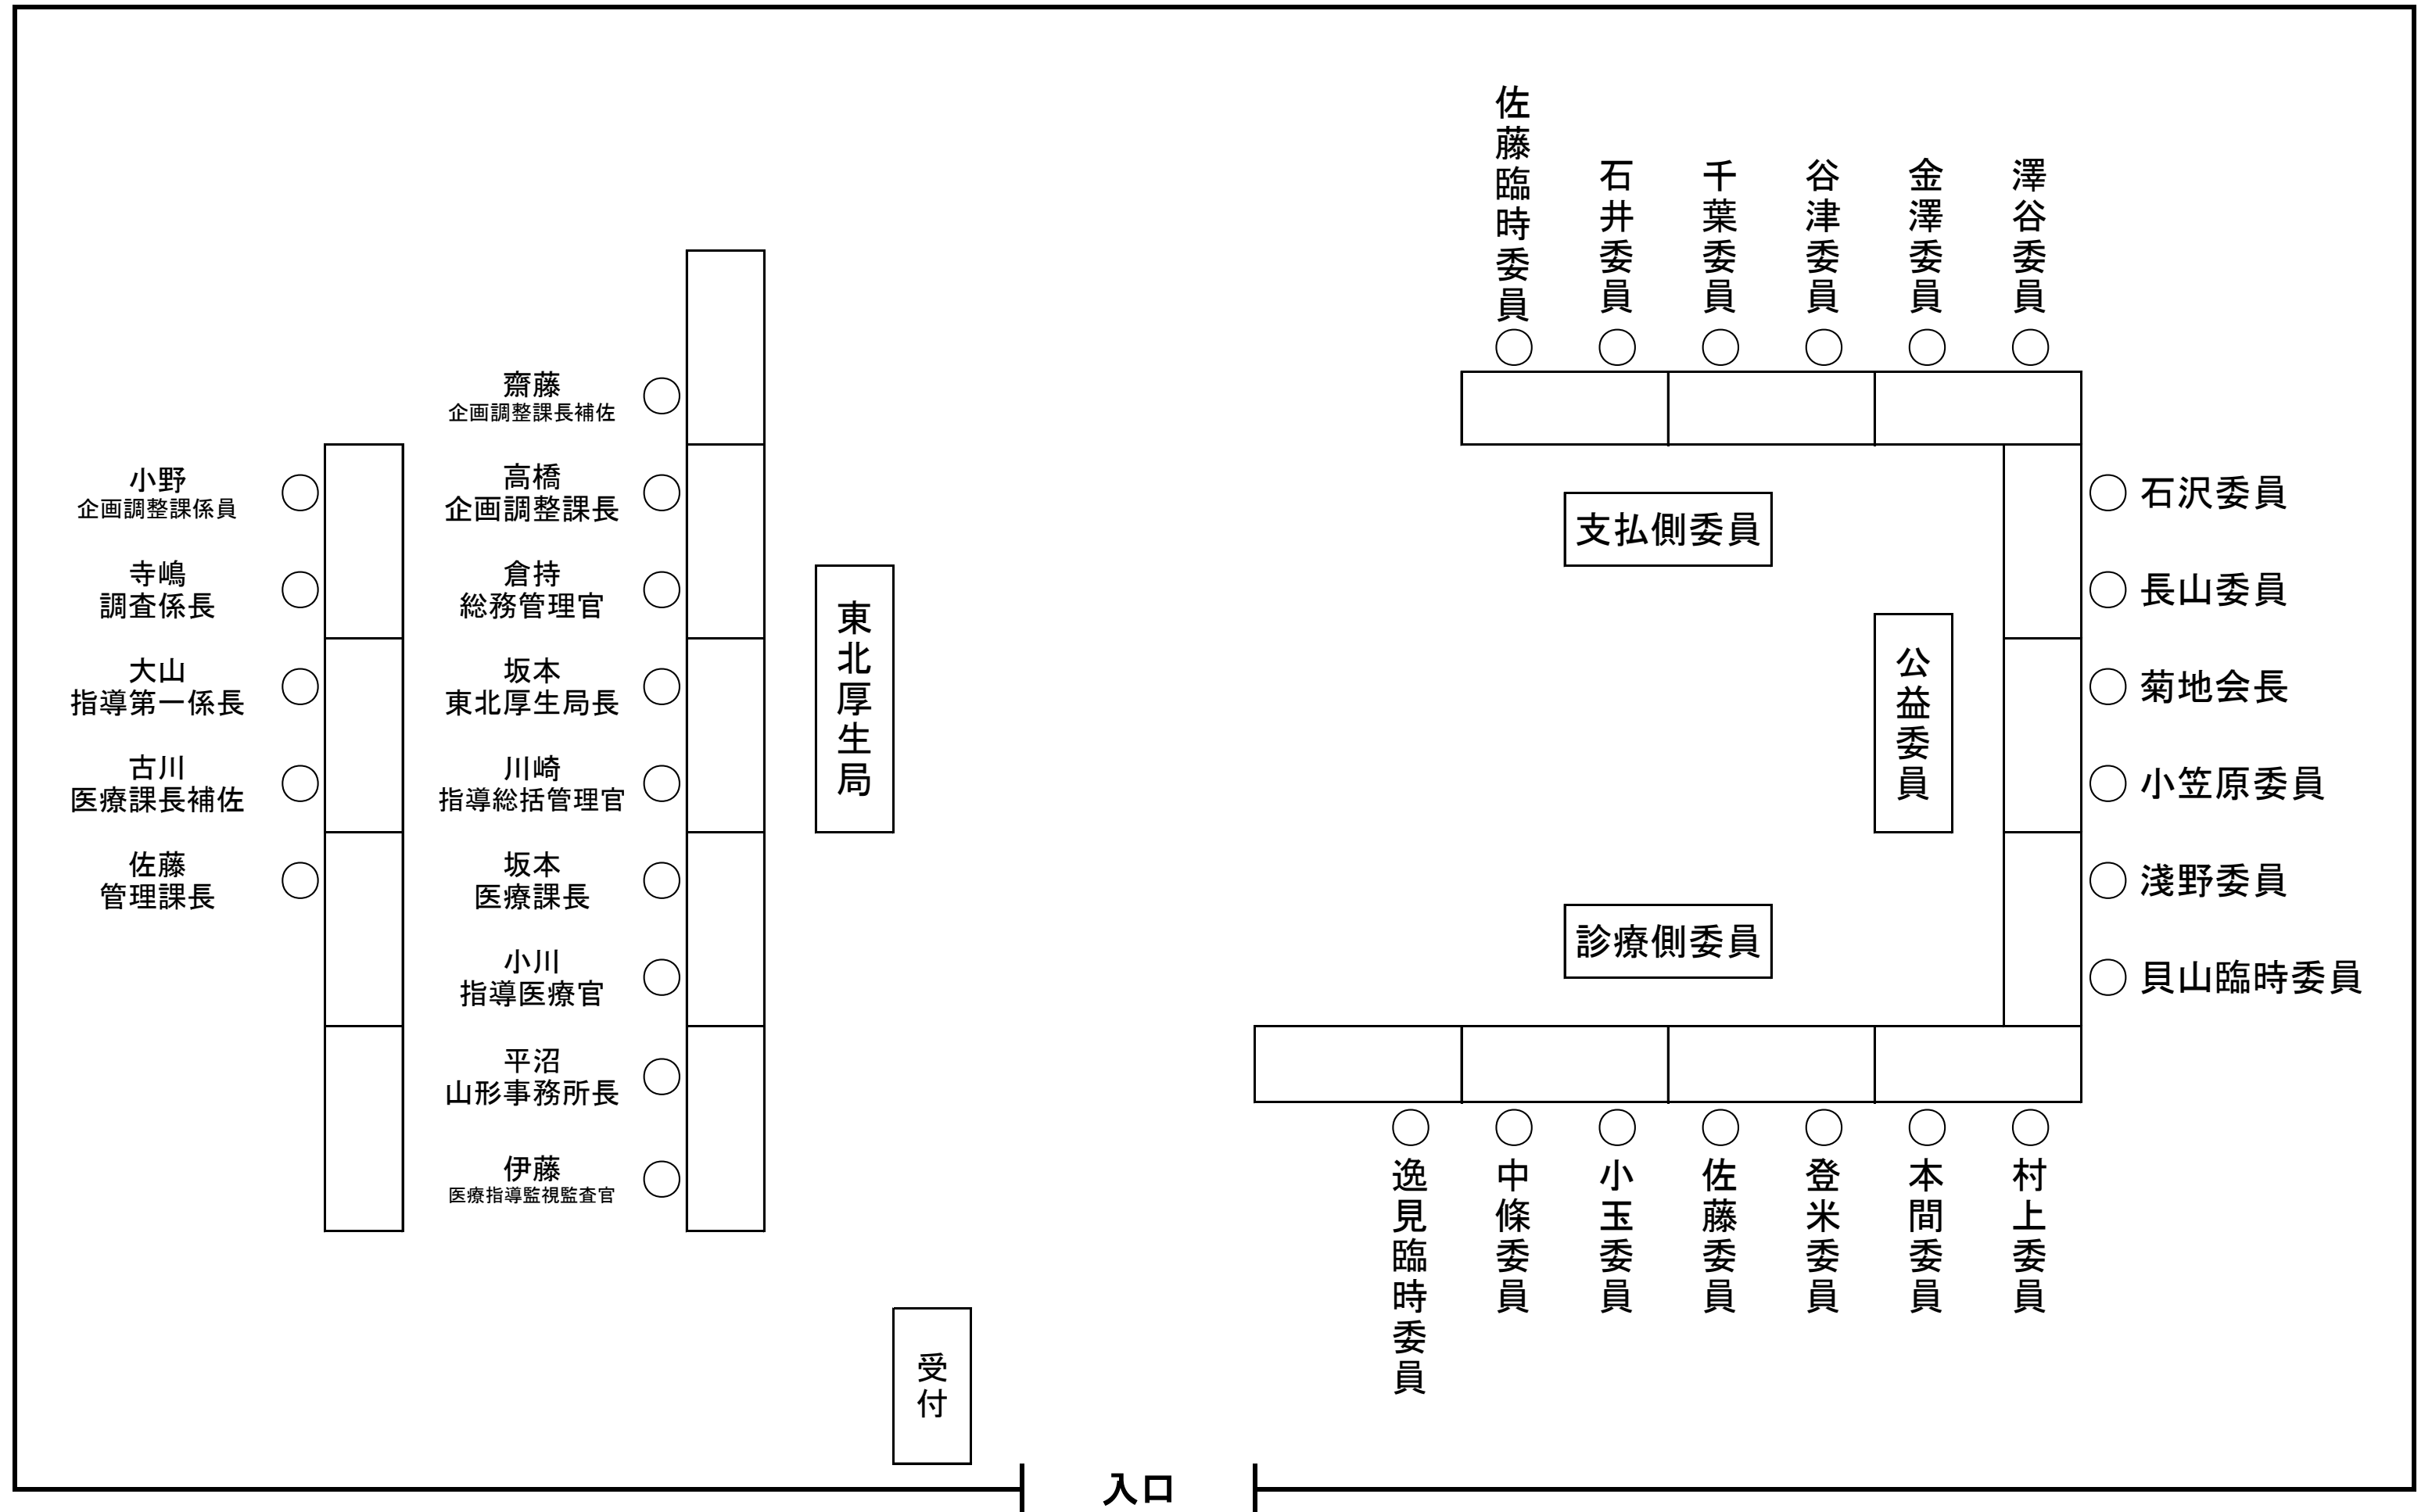 佐藤臨時委員
石井委員
千葉委員
谷津委員
金澤委員
澤谷委員
齋藤
企画調整課長補佐
高橋
企画調整課長
倉持
総務管理官
坂本
東北厚生局長
川崎
指導総括管理官
坂本
医療課長
小川
指導医療官
平沼
山形事務所長
伊藤
医療指導監視監査官
小野
企画調整課係員
寺嶋
調査係長
大山
指導第一係長
古川
医療課長補佐
佐藤
管理課長
東北厚生局
支払側委員
公益委員
診療側委員
石沢委員
長山委員
菊地会長
小笠原委員
淺野委員
貝山臨時委員
逸見臨時委員
中條委員
小玉委員
佐藤委員
登米委員
本間委員
村上委員
受付
入口